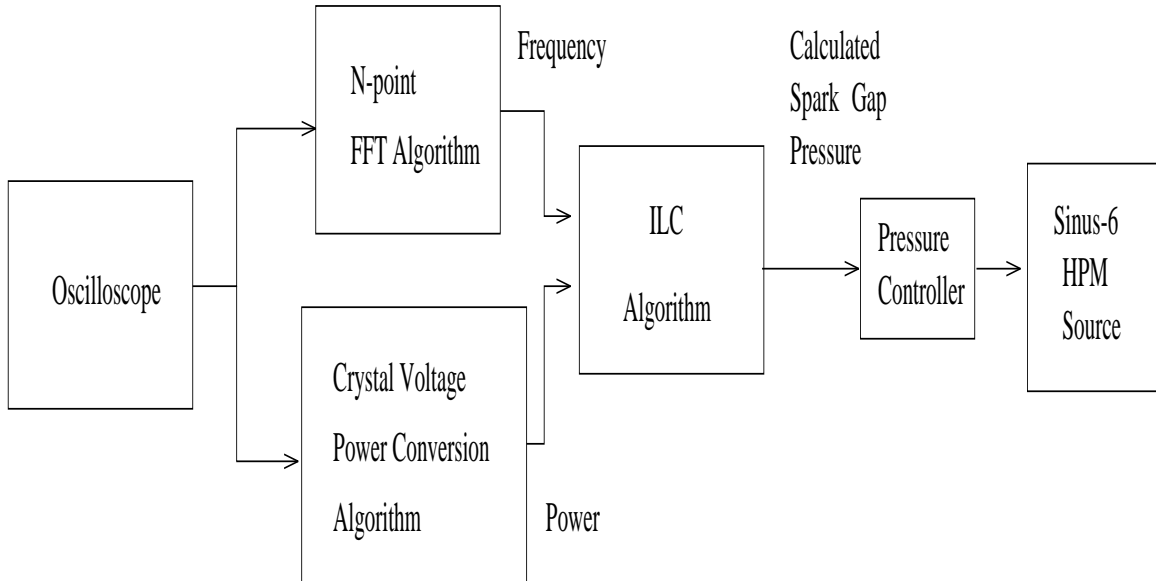 Oscilloscope
N-point
FFT Algorithm
Frequency
Crystal Voltage
Power Conversion
Algorithm
Power
ILC
Algorithm
Calculated
Spark Gap
Pressure
Pressure
Controller
Sinus-6
HPM
Source